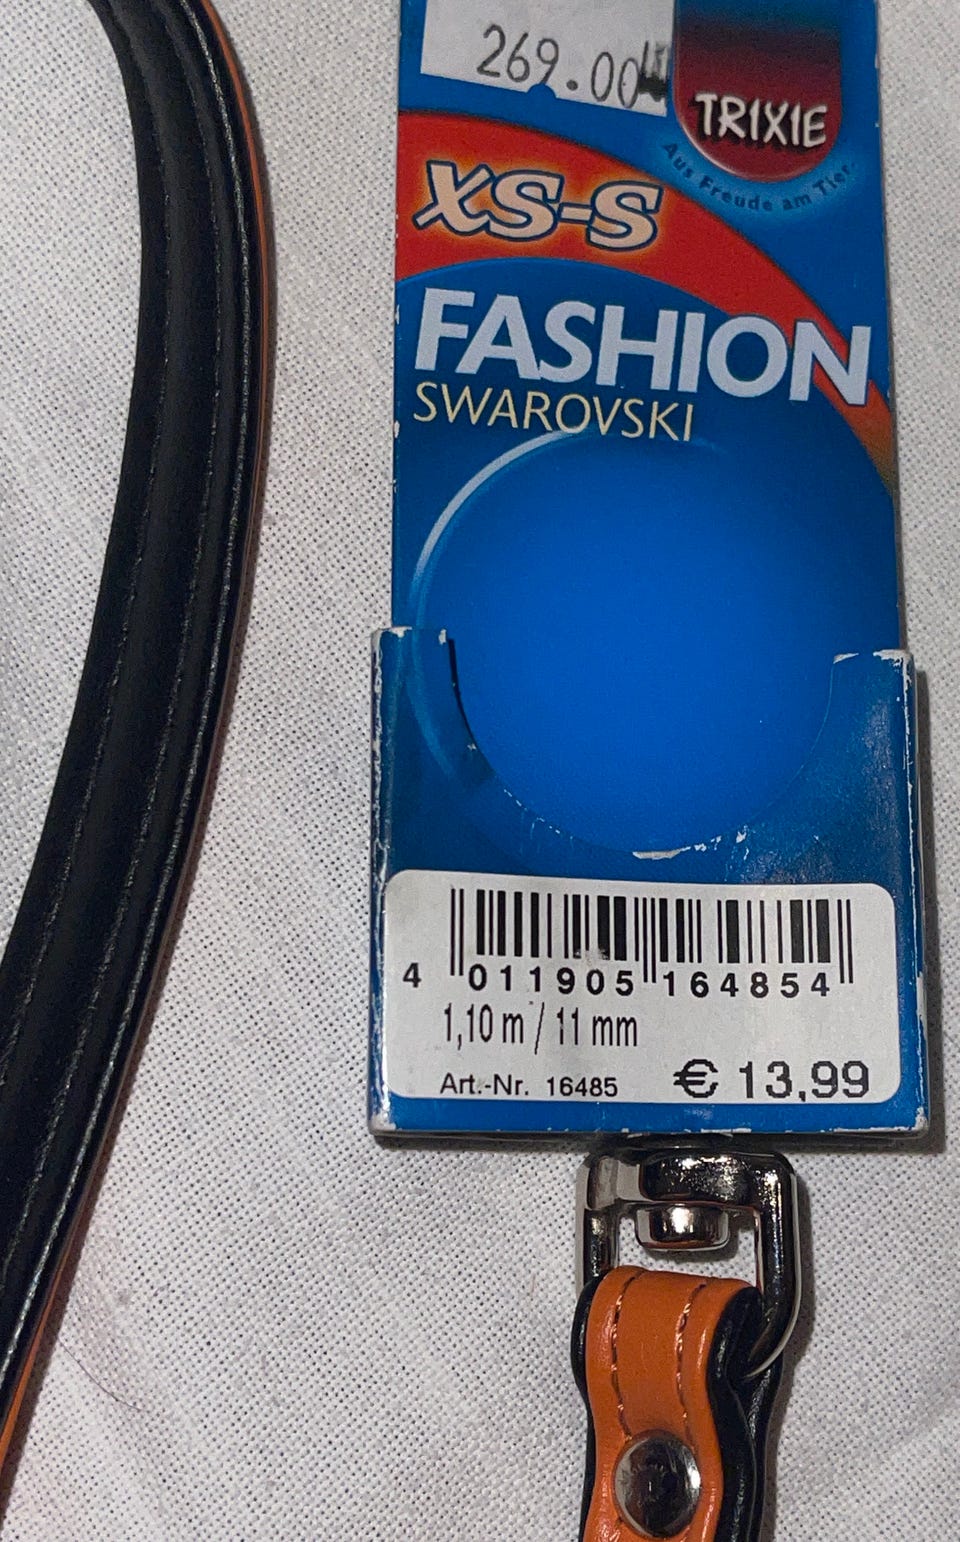 269.00
TRIXIE
Aus Freude am Tier.
XS-S
FASHION
SWAROVSKI
4 011905 164854
1,10 m / 11 mm
Art.-Nr. 16485 € 13,99